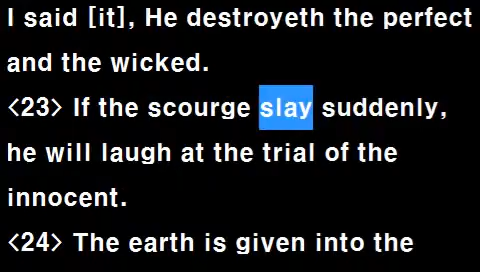 I said [it], He destroyeth the perfect
and the wicked.
<23> If the scourge slay suddenly,
he will laugh at the trial of the
innocent.
<24> The earth is given into the